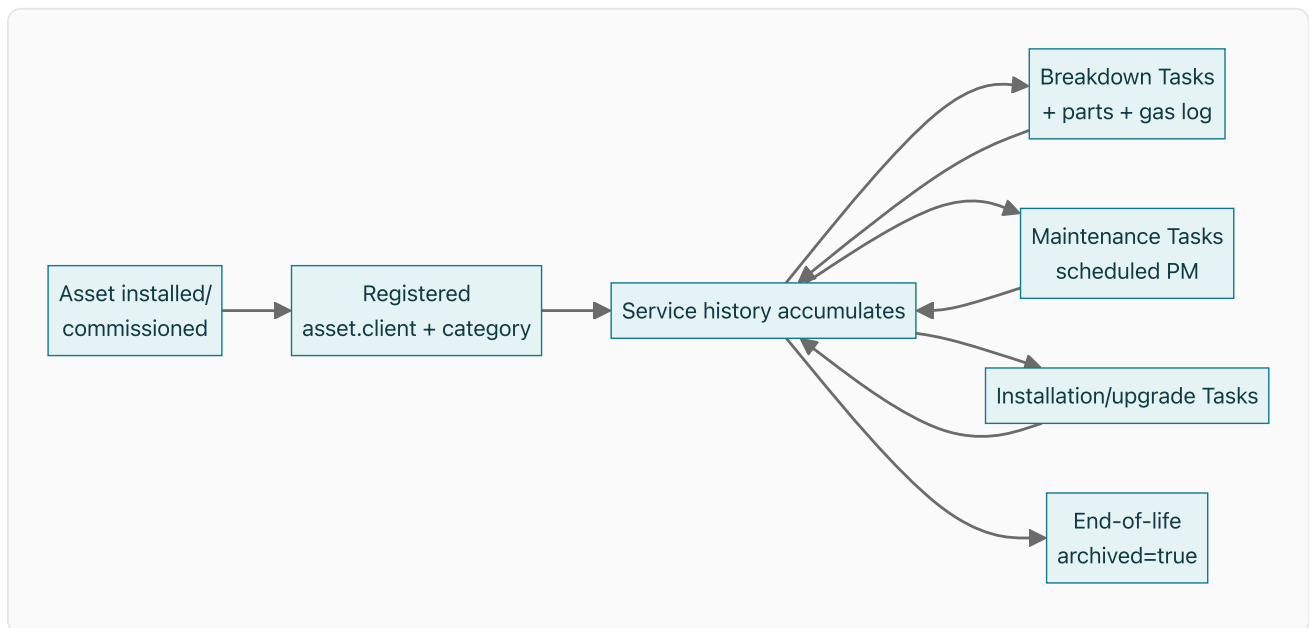 Asset installed/
commissioned
Registered
asset.client + category
Service history accumulates
Breakdown Tasks
+ parts + gas log
Maintenance Tasks
scheduled PM
Installation/upgrade Tasks
End-of-life
archived=true